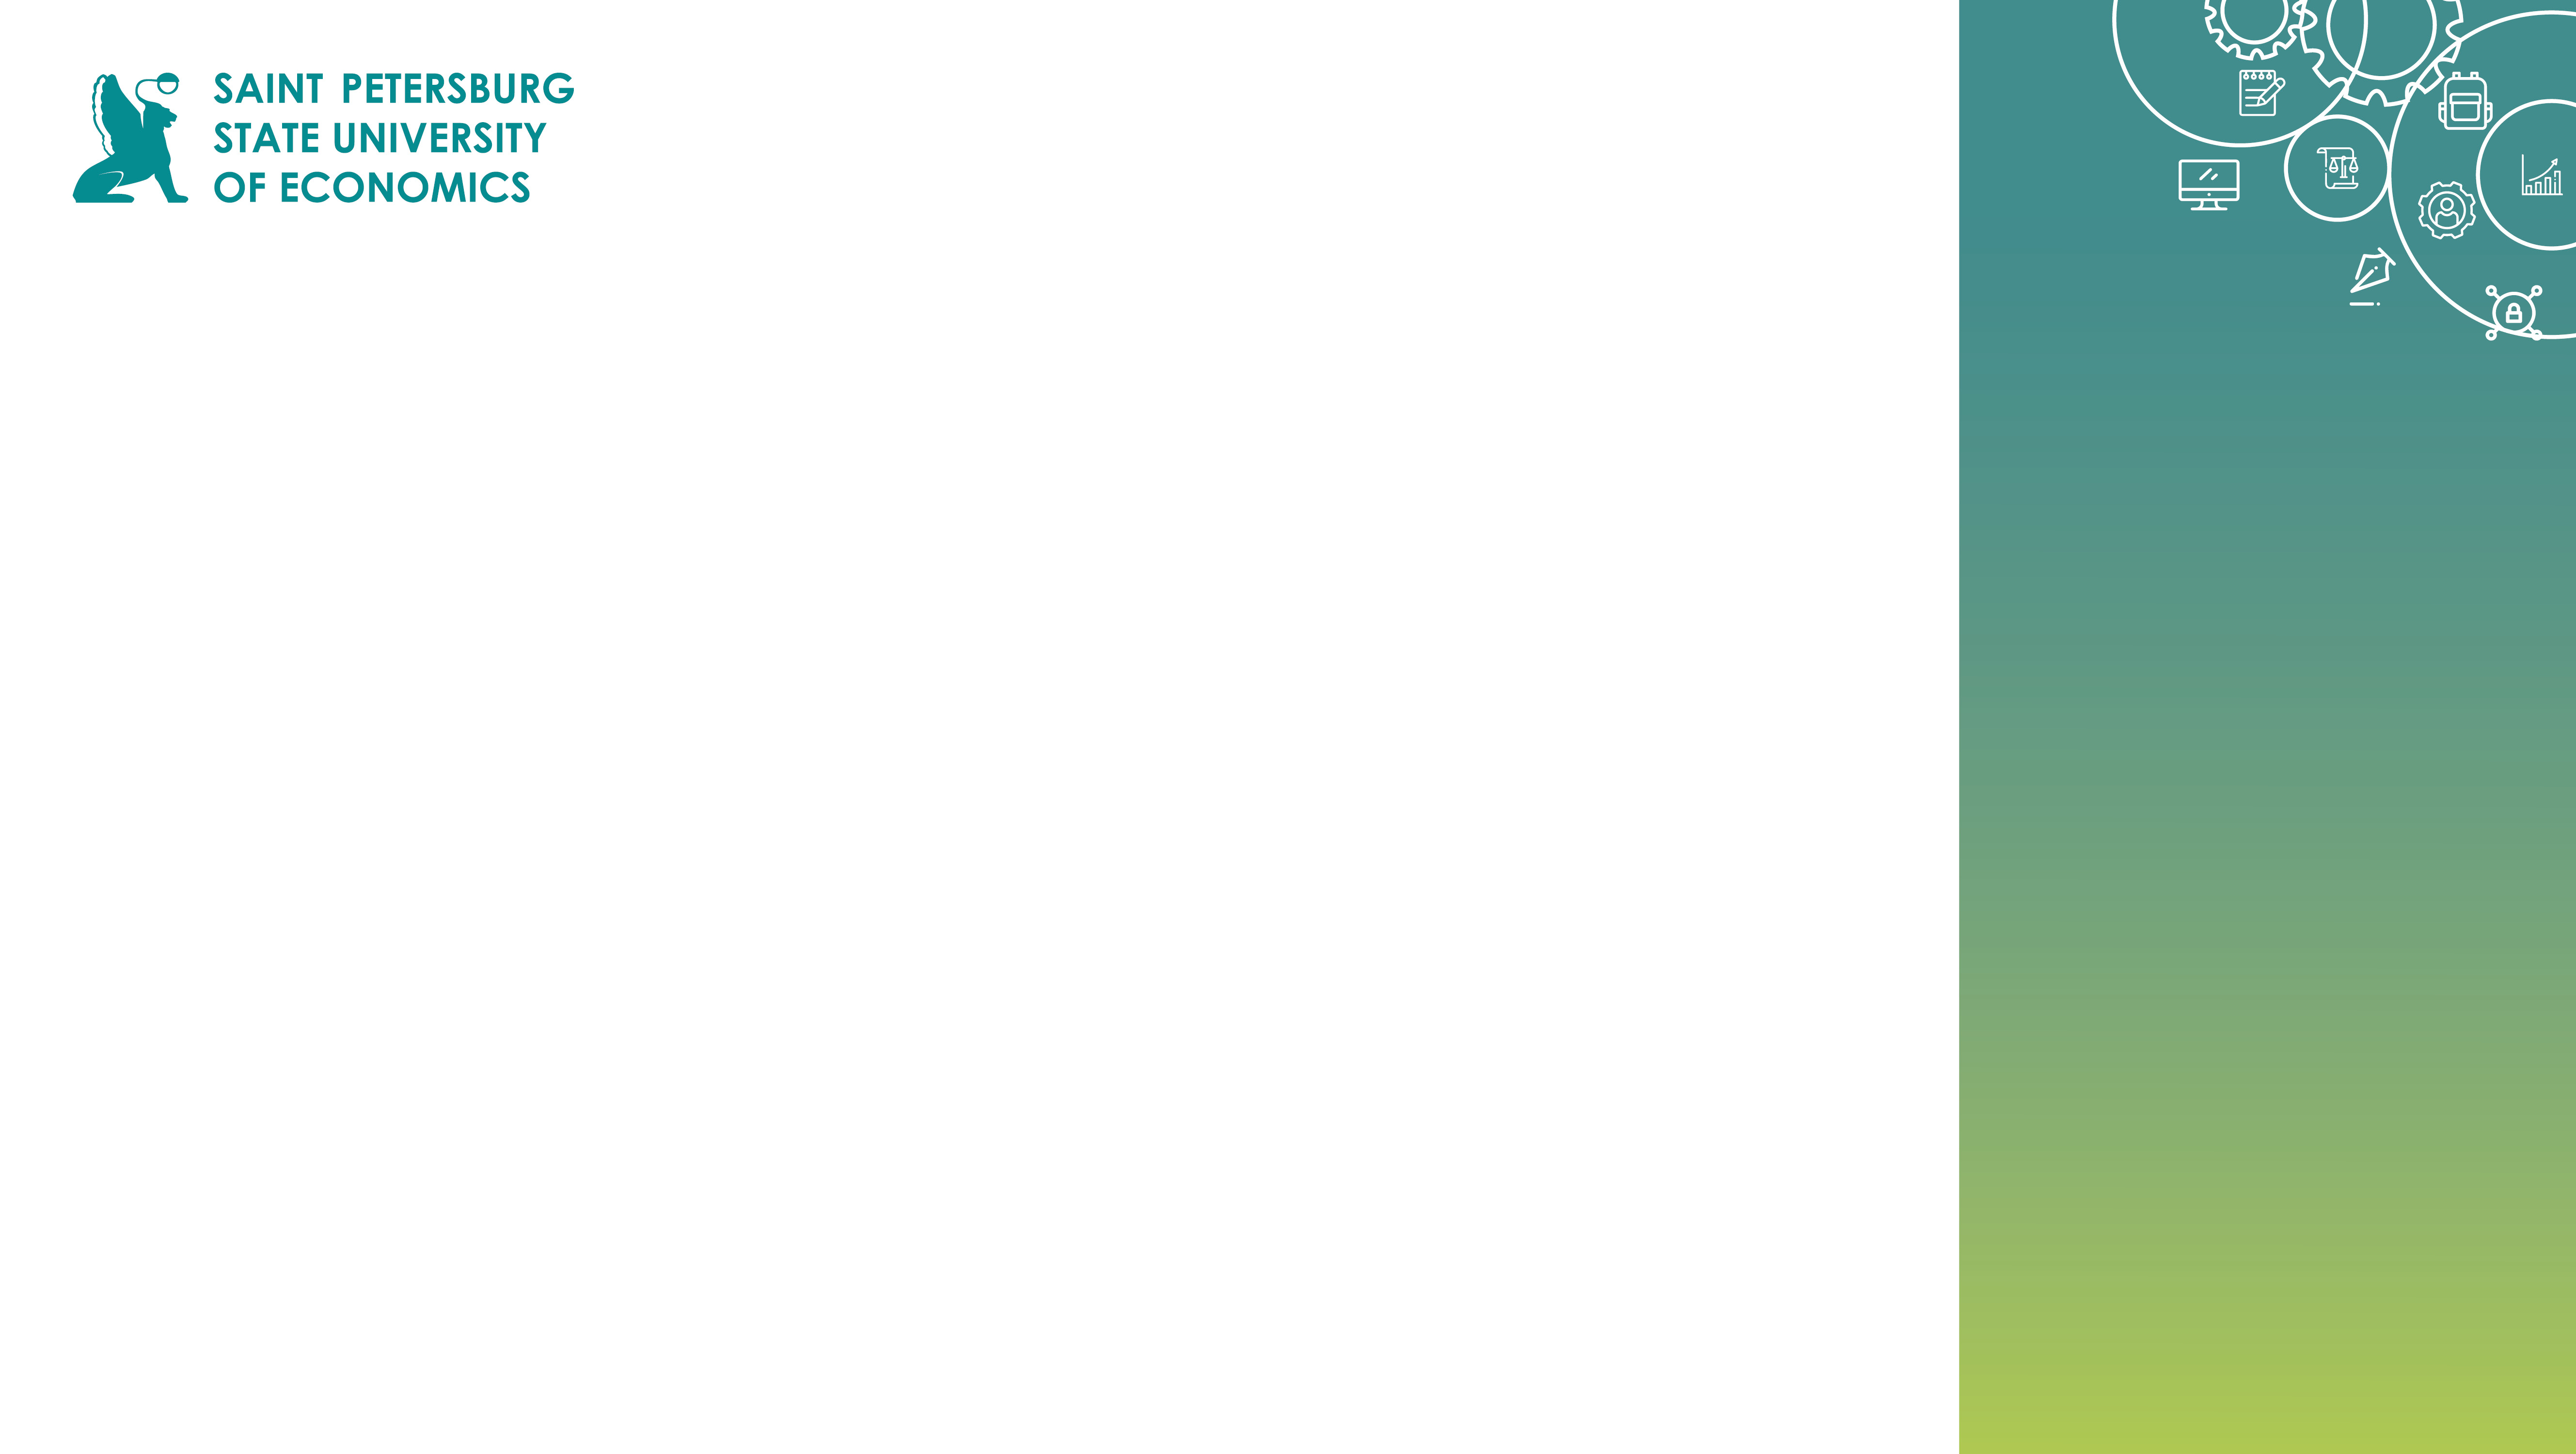 SAINT PETERSBURG
STATE UNIVERSITY
OF ECONOMICS